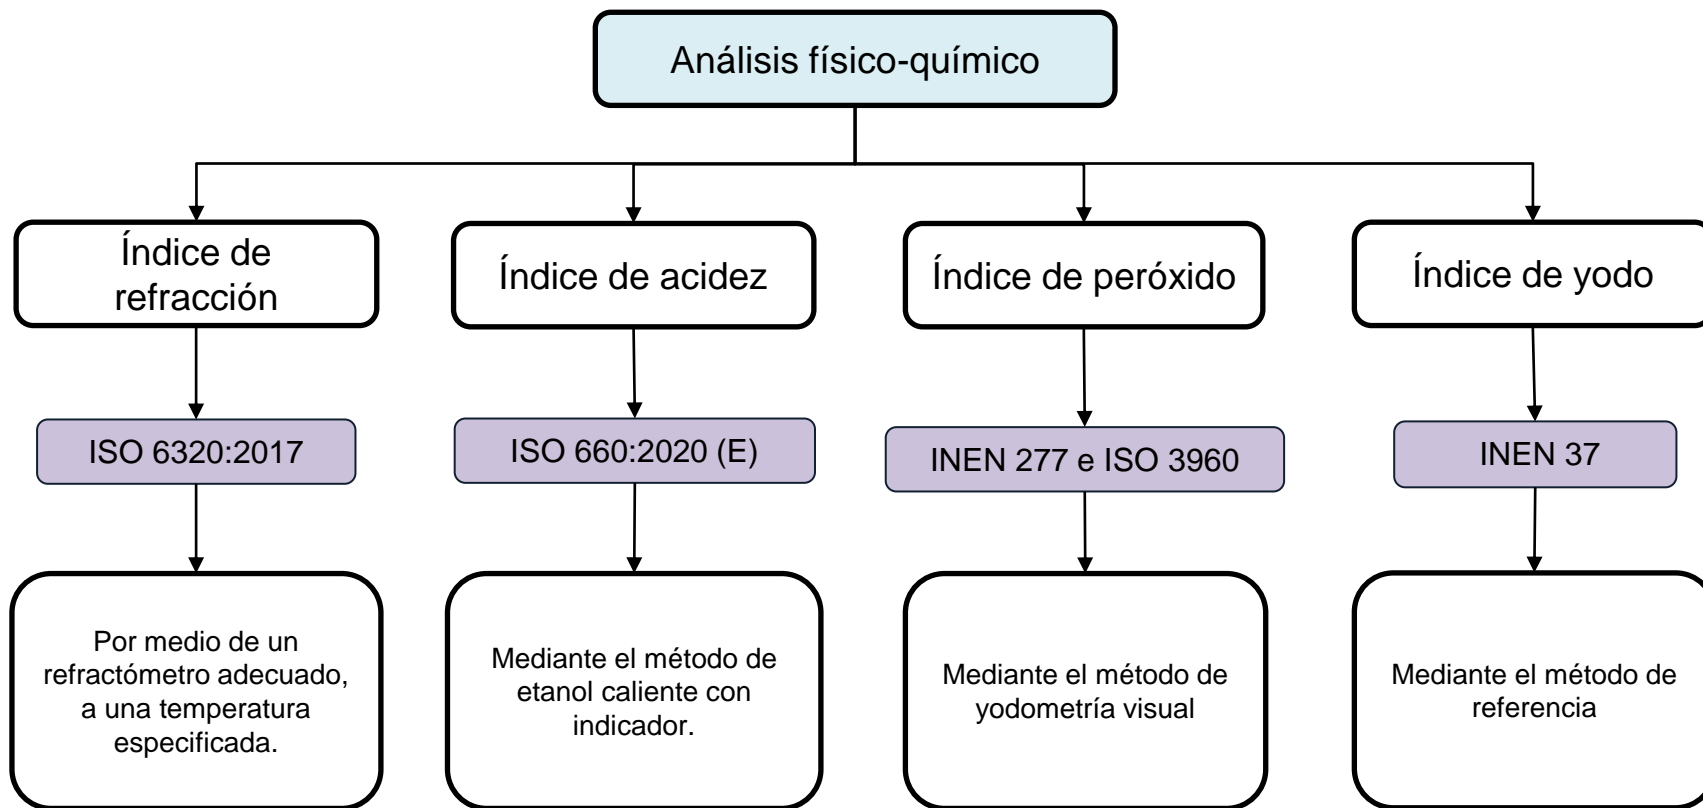 Análisis físico-químico
Índice de
refracción
Índice de acidez
Índice de peróxido
Índice de yodo
ISO 6320:2017
ISO 660:2020 (E)
INEN 277 e ISO 3960
INEN 37
Por medio de un
refractómetro adecuado,
a una temperatura
especificada.
Mediante el método de
etanol caliente con
indicador.
Mediante el método de
yodometría visual
Mediante el método de
referencia